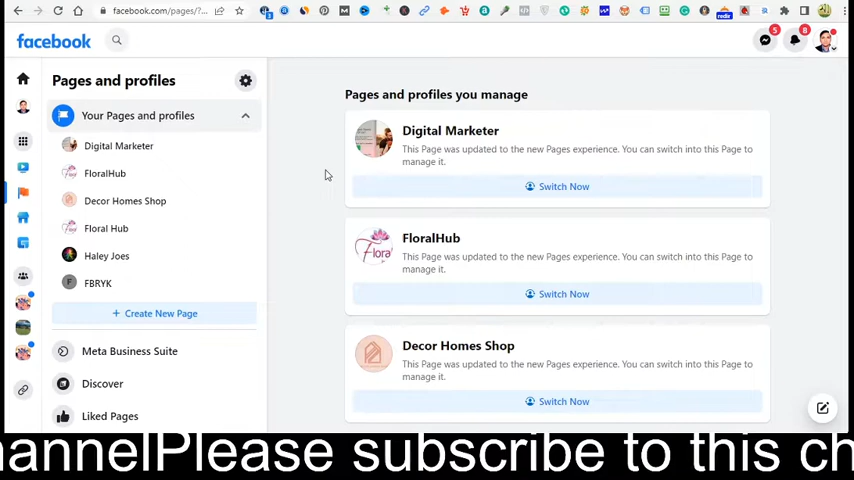 facebook.com/pages/?...
facebook
5
8
Pages and profiles
Your Pages and profiles
Digital Marketer
FloralHub
Decor Homes Shop
Floral Hub
Haley Joes
F FBRYK
+ Create New Page
Meta Business Suite
Discover
Liked Pages
Pages and profiles you manage
Digital Marketer
This Page was updated to the new Pages experience. You can switch into this Page to
manage it.
Switch Now
Flora
FloralHub
This Page was updated to the new Pages experience. You can switch into this Page to
manage it.
Switch Now
Decor Homes Shop
This Page was updated to the new Pages experience. You can switch into this Page to
manage it.
Switch Now
hannelPlease subscribe to this ch